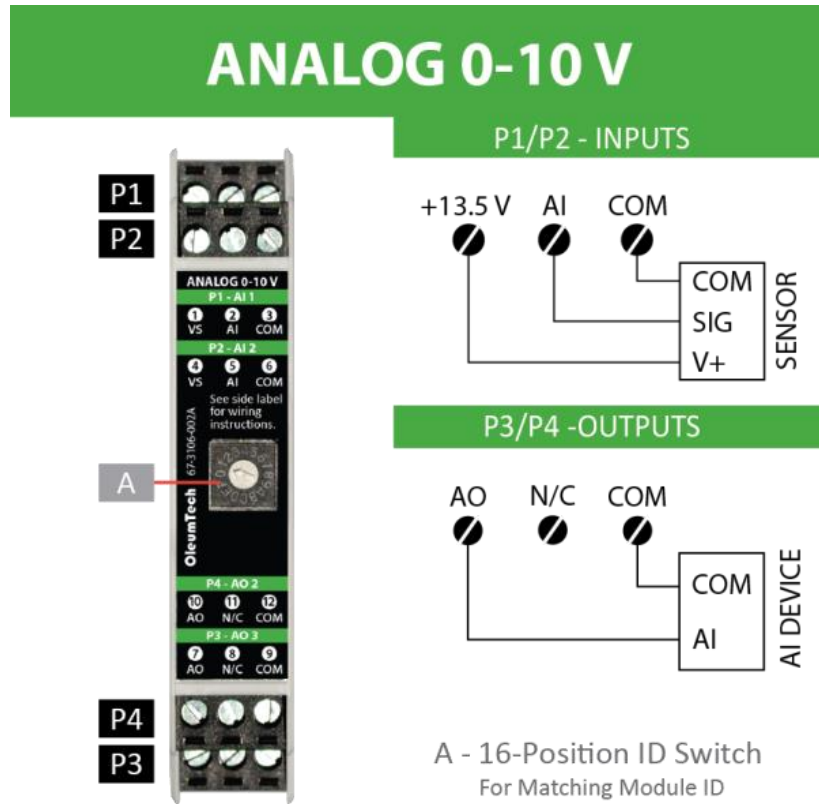 ANALOG 0-10 V
P1/P2 - INPUTS
+13.5 V AI COM
COM
SIG
V+
SENSOR
P3/P4 -OUTPUTS
AO N/C COM
COM
AI
AI DEVICE
A - 16-Position ID Switch
For Matching Module ID
P1
P2
ANALOG 0-10 V
P1 - AI 1
1 2 3
VS AI COM
P2 - AI 2
4 5 6
VS AI COM
See side label
for wiring
instructions.
67-3106-002A
OleumTech
A
P4 - AO 2
10 11 12
AO N/C COM
P3 - AO 3
7 8 9
AO N/C COM
P4
P3